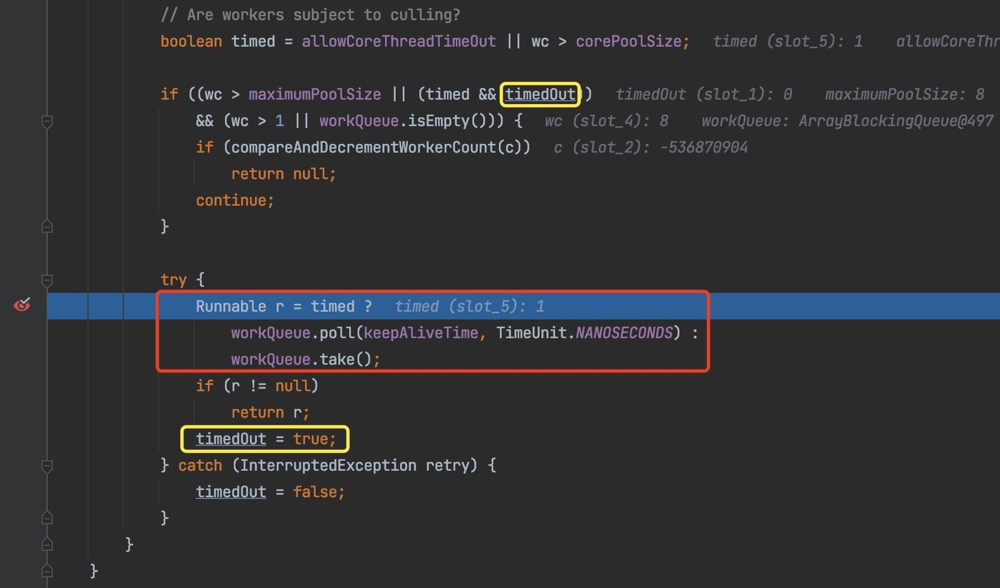 // Are workers subject to culling?
boolean timed = allowCoreThreadTimeOut || wc > corePoolSize;   timed (slot_5): 1    allowCoreThr
if ((wc > maximumPoolSize || (timed && timedOut))   timedOut (slot_1): 0    maximumPoolSize: 8
&& (wc > 1 || workQueue.isEmpty())) {   wc (slot_4): 8    workQueue: ArrayBlockingQueue@497
if (compareAndDecrementWorkerCount(c))   c (slot_2): -536870904
return null;
continue;
}
try {
Runnable r = timed ?   timed (slot_5): 1
workQueue.poll(keepAliveTime, TimeUnit.NANOSECONDS) :
workQueue.take();
if (r != null)
return r;
timedOut = true;
} catch (InterruptedException retry) {
timedOut = false;
}
}
}